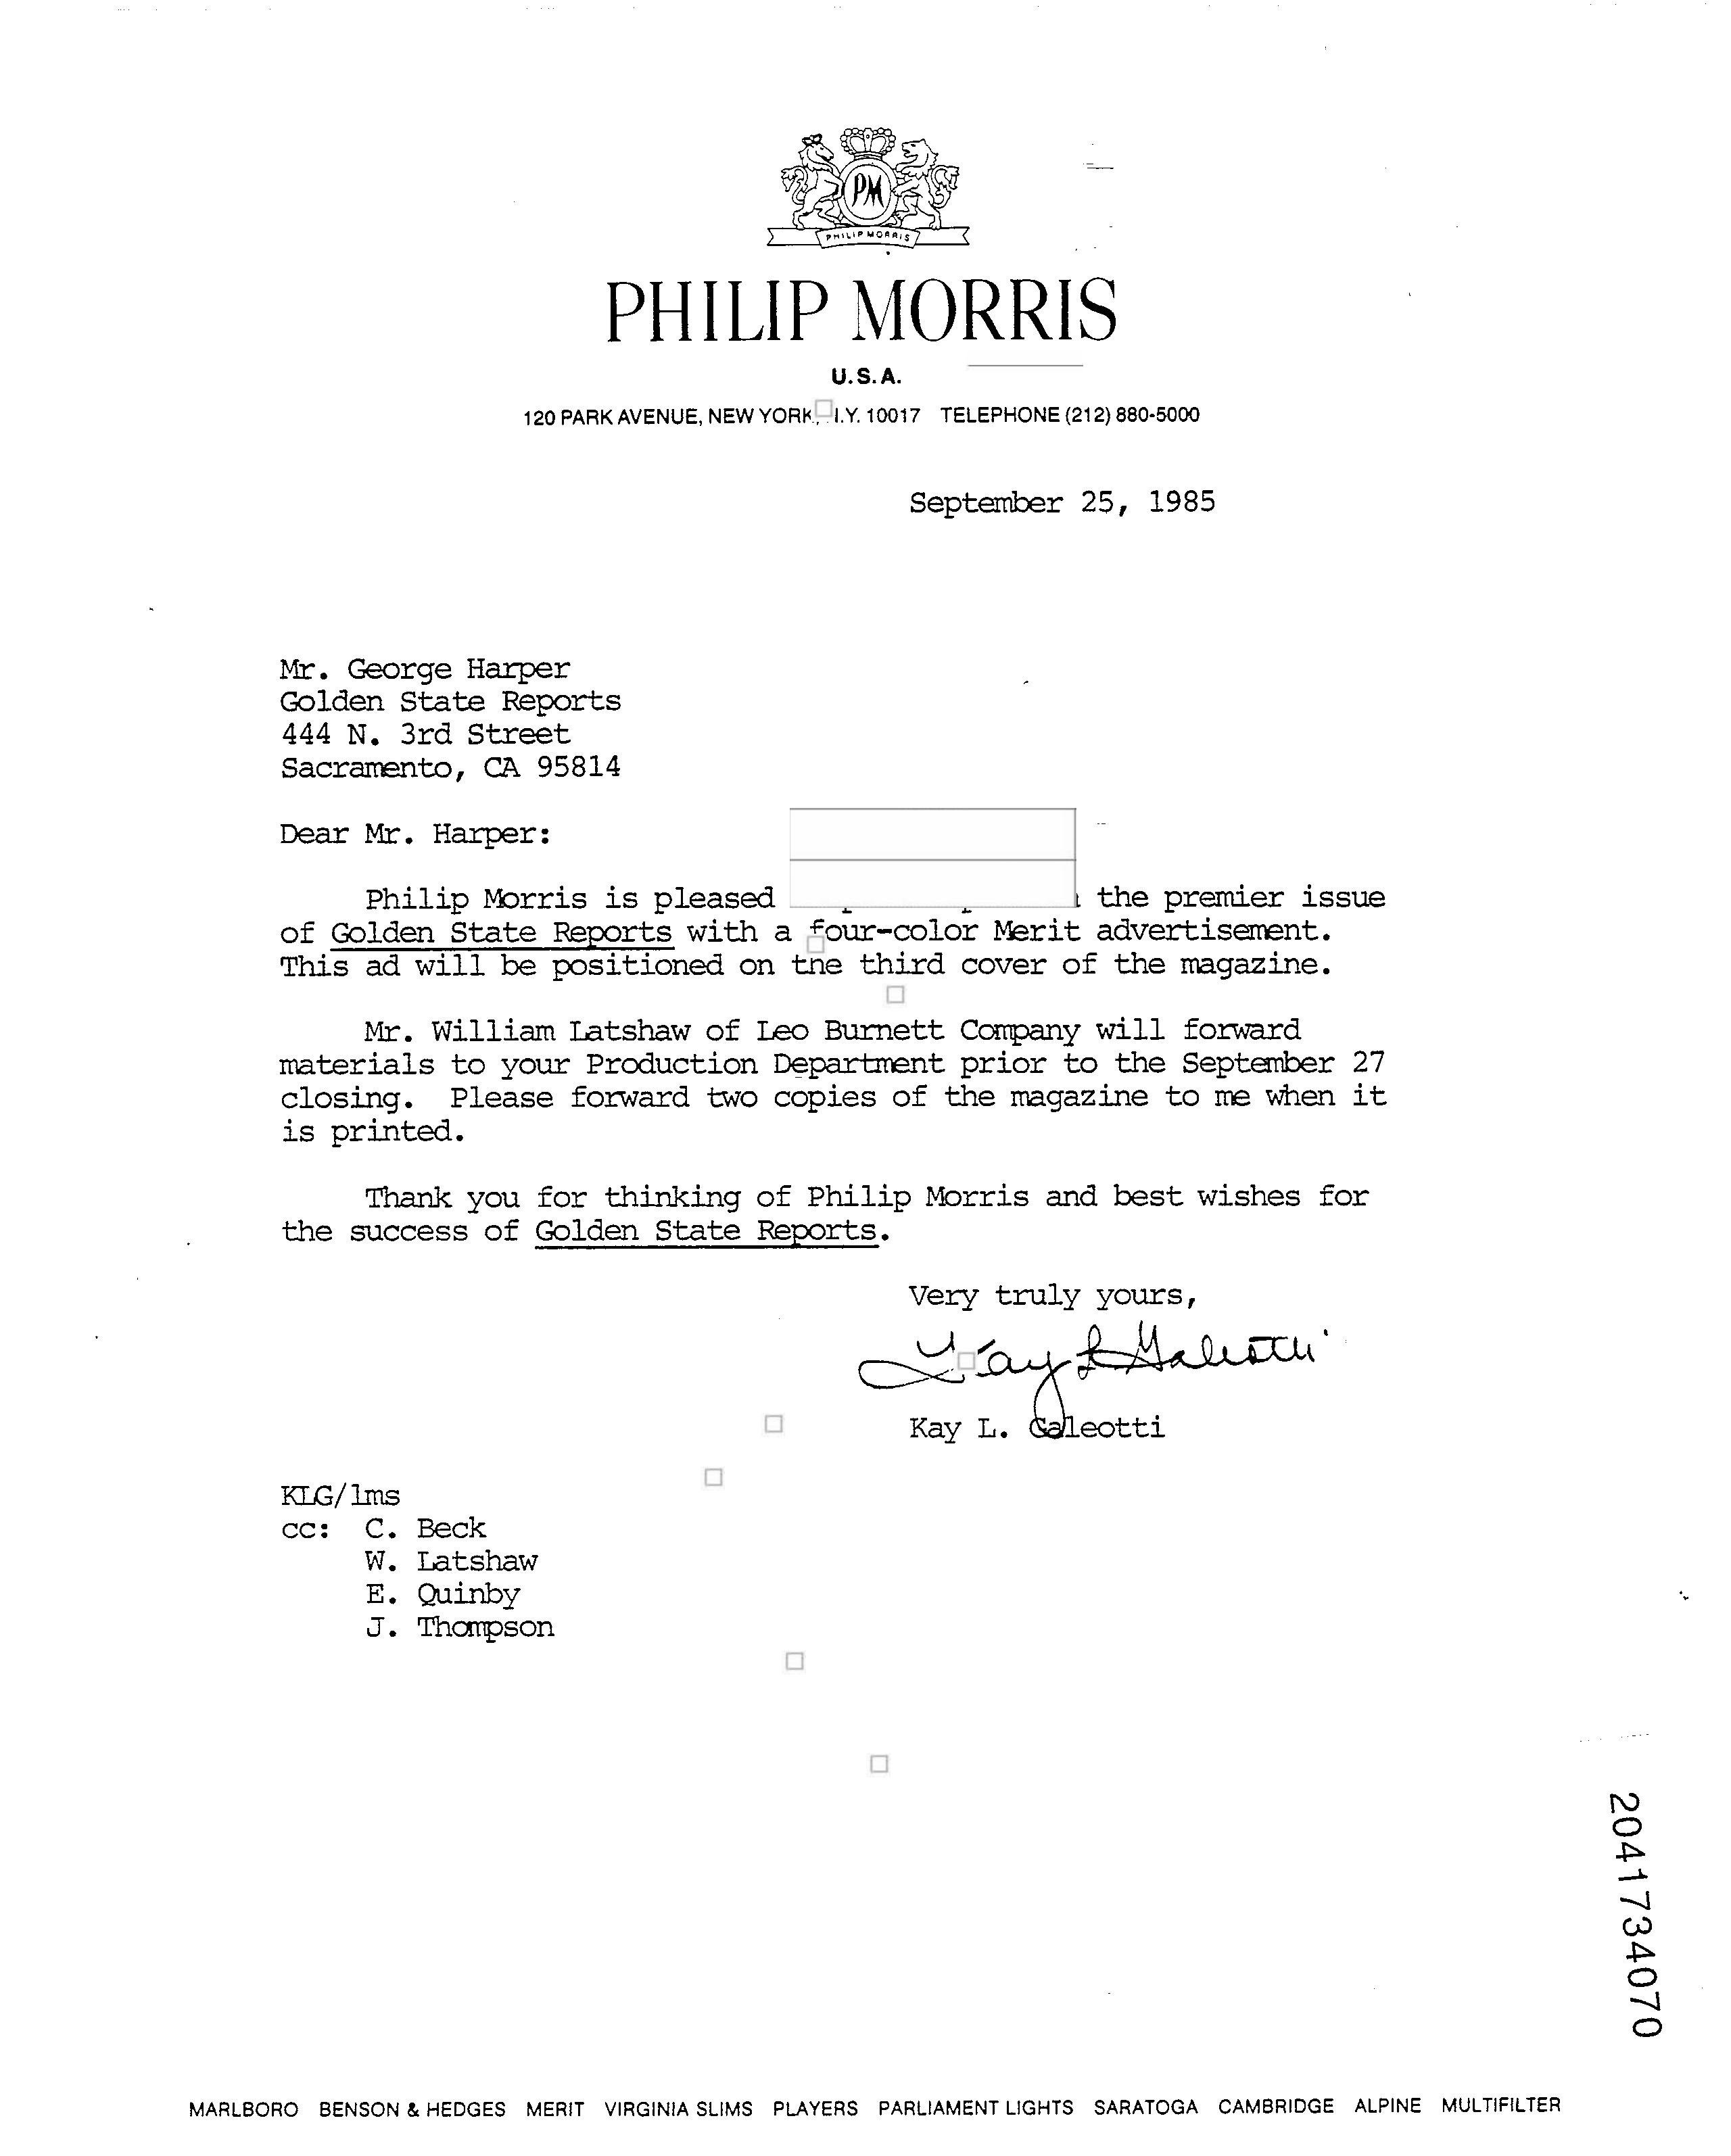 PM
PHILIP MORRIS
PHILIP MORRIS
U.S.A.
120 PARK AVENUE, NEW YORK, .Y. 10017 TELEPHONE (212) 880-5000
September 25, 1985
Mr. George Harper
Golden State Reports
444 N. 3rd Street
Sacramento, CA 95814
Dear Mr. Harper:
Philip Morris is pleased the premier issue
of Golden State Reports with a four-color Merit advertisement.
This ad will be positioned on the third cover of the magazine.
Mr. William Latshaw of Leo Burnett Company will forward
materials to your Production Department prior to the September 27
closing. Please forward two copies of the magazine to me when it
is printed.
Thank you for thinking of Philip Morris and best wishes for
the success of Golden State Reports.
Very truly yours,
Kay L Galeotti
Kay L. Galeotti
KLG/lms
cc: C. Beck
W. Latshaw
E. Quinby
J. Thompson
2041734070
MARLBORO BENSON & HEDGES MERIT VIRGINIA SLIMS PLAYERS PARLIAMENT LIGHTS SARATOGA CAMBRIDGE ALPINE MULTIFILTER